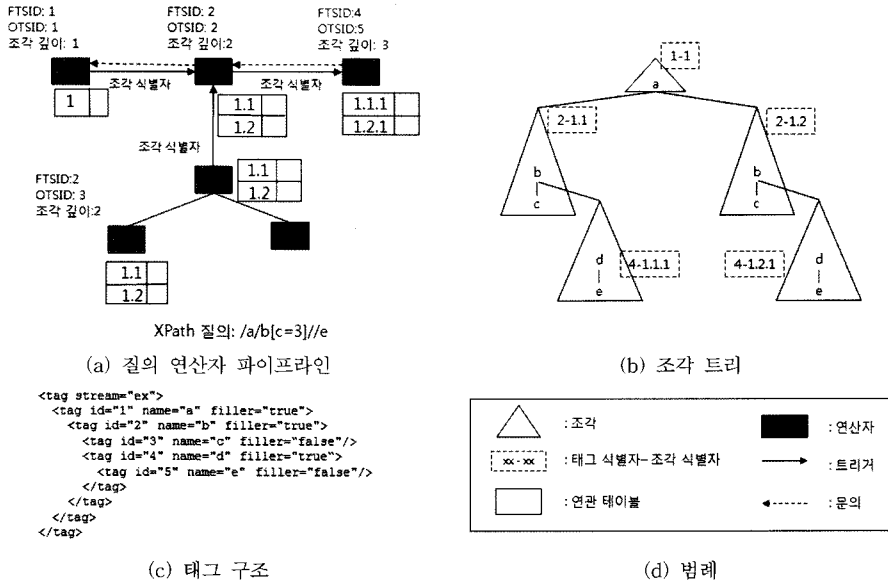 FTSID: 1
OTSID: 1
조각 깊이: 1
FTSID: 2
OTSID: 2
조각 깊이:2
FTSID:4
OTSID:5
조각 깊이: 3
조각 식별자
조각 식별자
1
1.1
1.2
1.1.1
1.2.1
조각 식별자
1.1
1.2
FTSID:2
OTSID: 3
조각 깊이:2
1.1
1.2
XPath 질의: /a/b[c=3]//e
(a) 질의 연산자 파이프라인
1-1
a
2-1.1
2-1.2
b
c
b
c
4-1.1.1
4-1.2.1
d
e
d
e
(b) 조각 트리
<tag stream="ex">
<tag id="1" name="a" filler="true">
<tag id="2" name="b" filler="true">
<tag id="3" name="c" filler="false"/>
<tag id="4" name="d" filler="true">
<tag id="5" name="e" filler="false"/>
</tag>
</tag>
</tag>
</tag>
(c) 태그 구조
: 조각
: 연산자
xx - xx
: 태그 식별자– 조각 식별자
: 트리거
: 연관 테이블
: 문의
(d) 범례